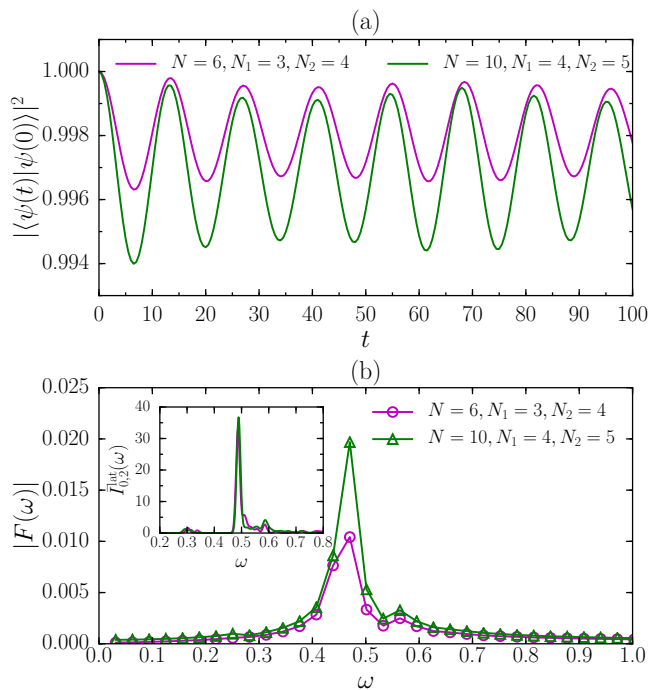 (a)
N = 6, N₁ = 3, N₂ = 4
N = 10, N₁ = 4, N₂ = 5
|⟨ψ(t)|ψ(0)⟩|²
1.000
0.998
0.996
0.994
0 10 20 30 40 50 60 70 80 90 100
t
(b)
N = 6, N₁ = 3, N₂ = 4
N = 10, N₁ = 4, N₂ = 5
|F(ω)|
0.025
0.020
0.015
0.010
0.005
0.000
0.0 0.1 0.2 0.3 0.4 0.5 0.6 0.7 0.8 0.9 1.0
ω
Ī₀,₂^lat(ω)
40
30
20
10
0
0.2 0.3 0.4 0.5 0.6 0.7 0.8
ω